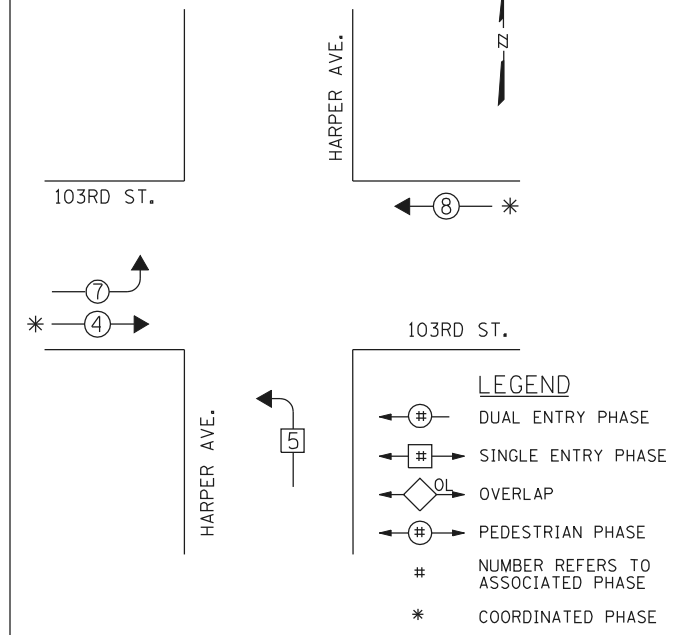 N
HARPER AVE.
103RD ST.
8 *
7
* 4
103RD ST.
HARPER AVE.
5
LEGEND
# DUAL ENTRY PHASE
# SINGLE ENTRY PHASE
OL OVERLAP
# PEDESTRIAN PHASE
# NUMBER REFERS TO
ASSOCIATED PHASE
* COORDINATED PHASE